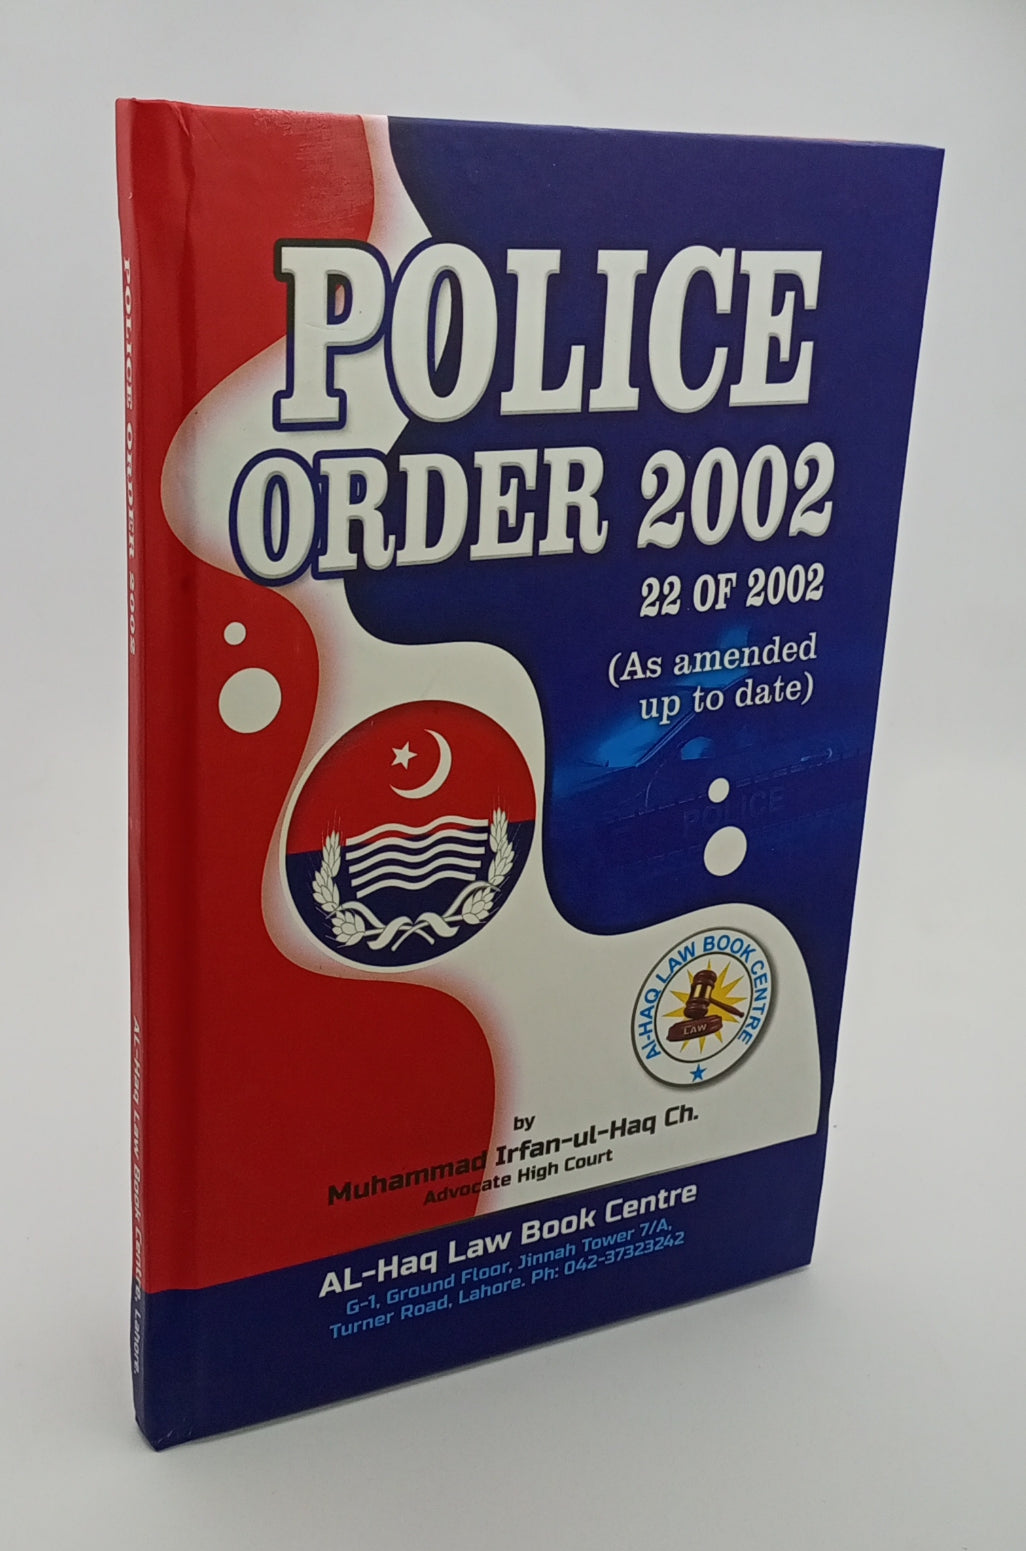 POLICE
ORDER 2002
22 OF 2002
(As amended
up to date)
POLICE
Al-HAQ LAW BOOK CENTRE
LAW
by
Muhammad Irfan-ul-Haq Ch.
Advocate High Court
AL-Haq Law Book Centre
G-1, Ground Floor, Jinnah Tower 7/A,
Turner Road, Lahore. Ph: 042-37323242
POLICE ORDER 2002
AL-Haq Law Book Centre, Lahore.